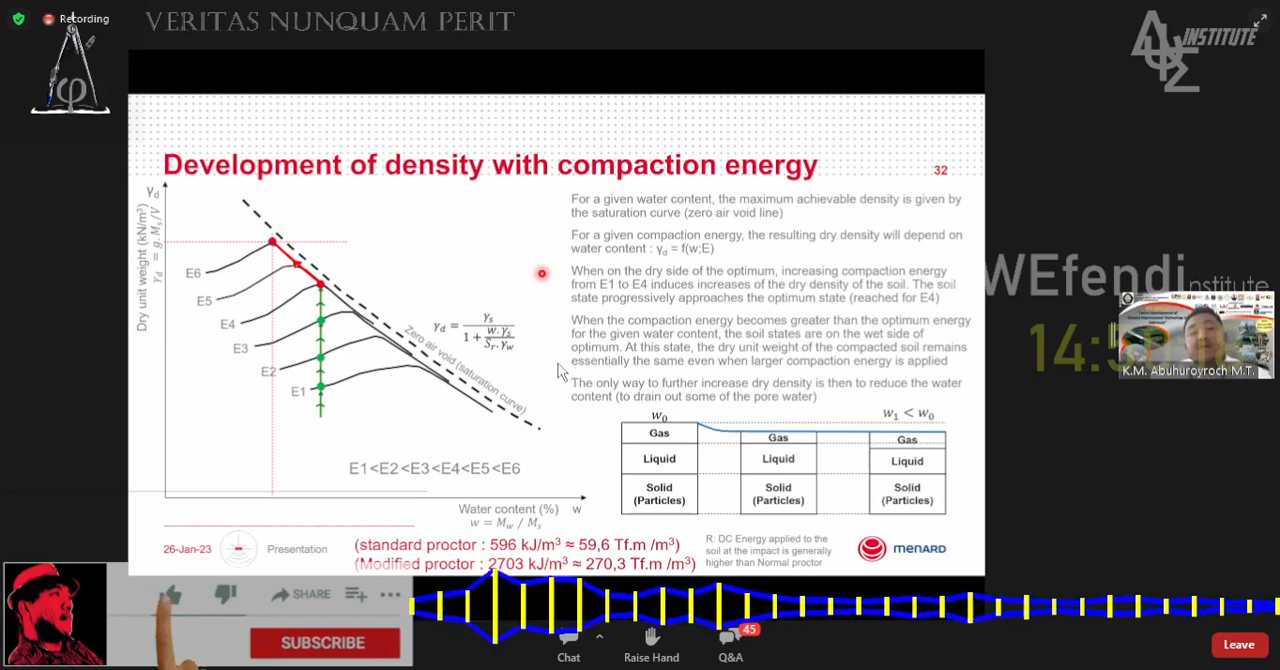 Recording
VERITAS NUNQUAM PERIT
INSTITUTE
φ
Development of density with compaction energy
32
γd
Dry unit weight (kN/m³)
γd = g.Ms/V
E6
E5
E4
E3
E2
E1
Zero air void (saturation curve)
γd = γs / (1 + w.γs / Sr.γw)
E1<E2<E3<E4<E5<E6
Water content (%) w
w = Mw / Ms
For a given water content, the maximum achievable density is given by
the saturation curve (zero air void line)
For a given compaction energy, the resulting dry density will depend on
water content : γd = f(w;E)
When on the dry side of the optimum, increasing compaction energy
from E1 to E4 induces increases of the dry density of the soil. The soil
state progressively approaches the optimum state (reached for E4)
When the compaction energy becomes greater than the optimum energy
for the given water content, the soil states are on the wet side of
optimum. At this state, the dry unit weight of the compacted soil remains
essentially the same even when larger compaction energy is applied
The only way to further increase dry density is then to reduce the water
content (to drain out some of the pore water)
w0
w1 < w0
Gas
Gas
Gas
Liquid
Liquid
Liquid
Solid
(Particles)
Solid
(Particles)
Solid
(Particles)
26-Jan-23
Presentation
(standard proctor : 596 kJ/m³ ≈ 59,6 Tf.m /m³)
(Modified proctor : 2703 kJ/m³ ≈ 270,3 Tf.m /m³)
R: DC Energy applied to the
soil at the impact is generally
higher than Normal proctor
MENARD
WEfendi
institute
K.M. Abuhuroyroch M.T.
SHARE
SUBSCRIBE
Chat
Raise Hand
Q&A
45
Leave